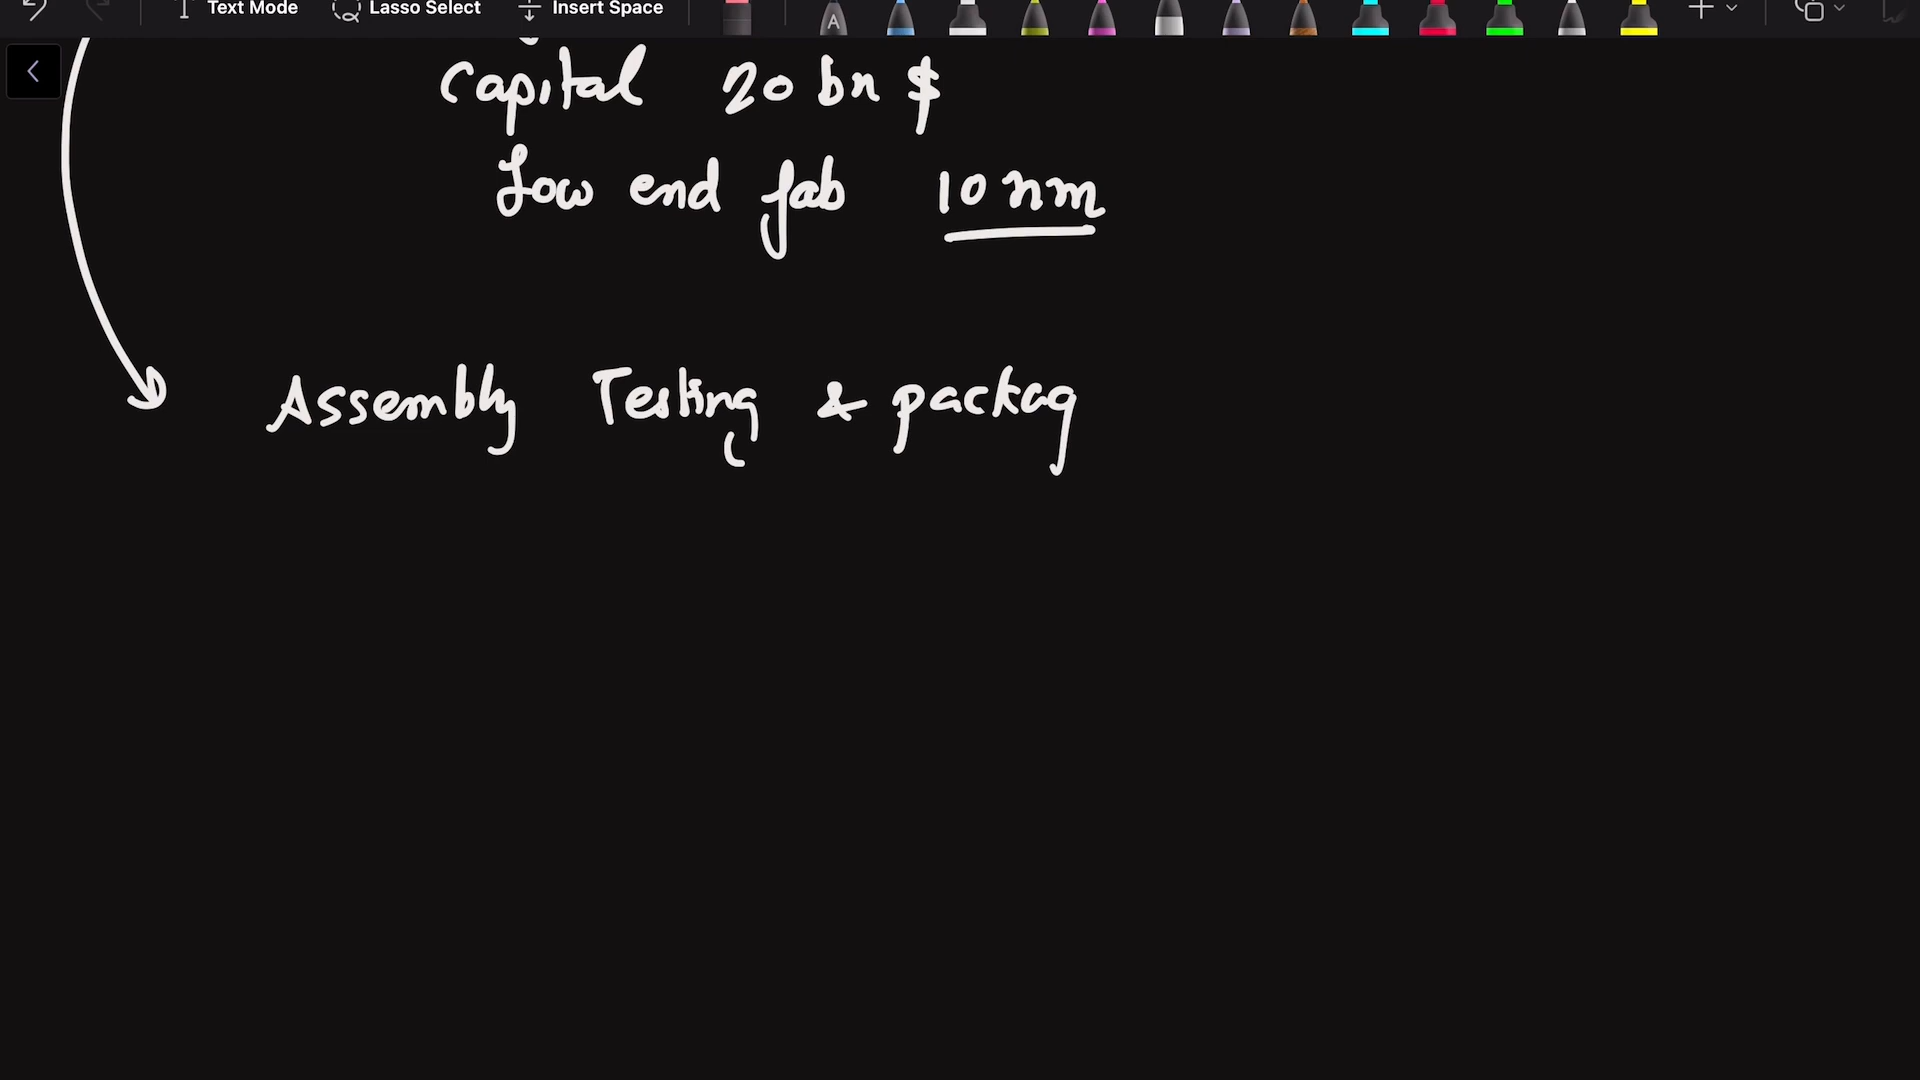 Text Mode Lasso Select Insert Space A
Capital 20 bn $
Low end fab 10 nm
Assembly Testing & packag